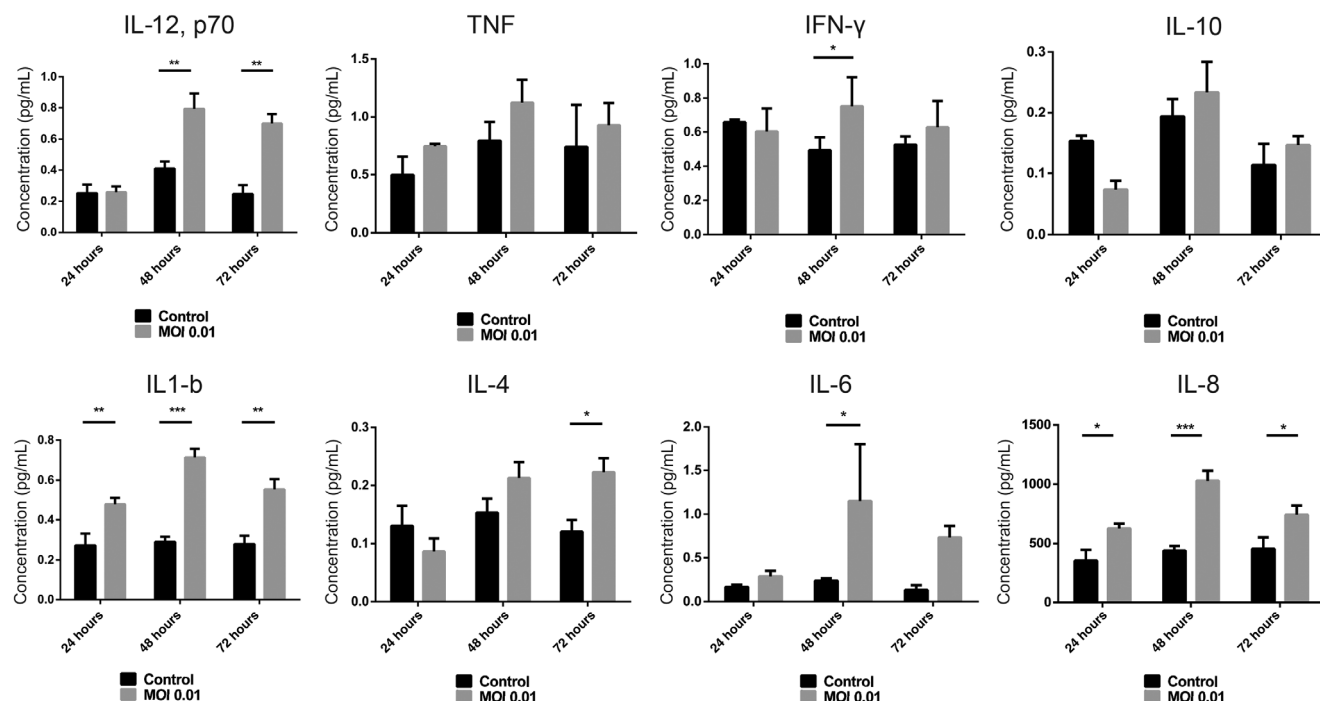 IL-12, p70
**
**
Concentration (pg/mL)
1.0
0.8
0.6
0.4
0.2
0.0
24 hours
48 hours
72 hours
Control
MOI 0.01
TNF
Concentration (pg/mL)
1.5
1.0
0.5
0.0
24 hours
48 hours
72 hours
Control
MOI 0.01
IFN-γ
*
Concentration (pg/mL)
1.0
0.8
0.6
0.4
0.2
0.0
24 hours
48 hours
72 hours
Control
MOI 0.01
IL-10
Concentration (pg/mL)
0.3
0.2
0.1
0.0
24 hours
48 hours
72 hours
Control
MOI 0.01
IL1-b
**
***
**
Concentration (pg/mL)
0.8
0.6
0.4
0.2
0.0
24 hours
48 hours
72 hours
Control
MOI 0.01
IL-4
*
Concentration (pg/mL)
0.3
0.2
0.1
0.0
24 hours
48 hours
72 hours
Control
MOI 0.01
IL-6
*
Concentration (pg/mL)
2.0
1.5
1.0
0.5
0.0
24 hours
48 hours
72 hours
Control
MOI 0.01
IL-8
*
***
*
Concentration (pg/mL)
1500
1000
500
0
24 hours
48 hours
72 hours
Control
MOI 0.01